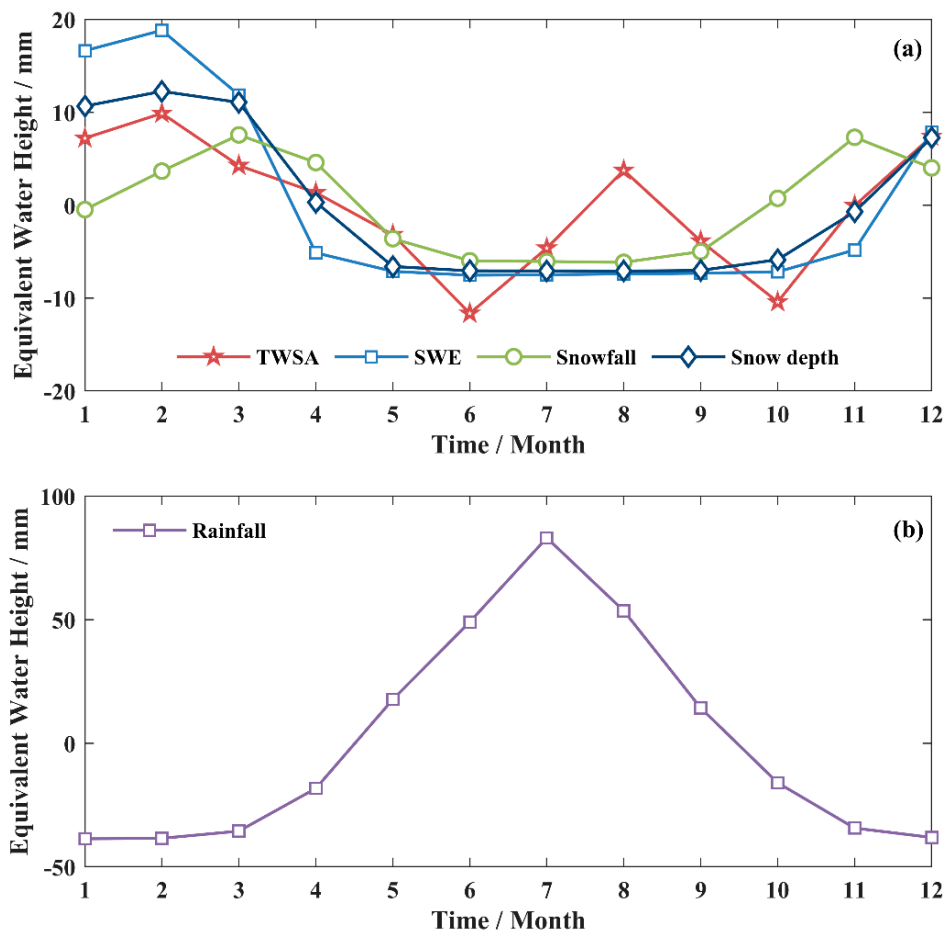 (a)
Equivalent Water Height / mm
20
10
0
-10
-20
TWSA SWE Snowfall Snow depth
1 2 3 4 5 6 7 8 9 10 11 12
Time / Month
(b)
Equivalent Water Height / mm
100
50
0
-50
Rainfall
1 2 3 4 5 6 7 8 9 10 11 12
Time / Month